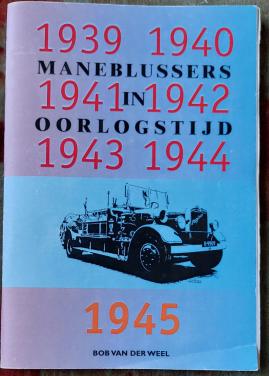 1939 1940
MANEBLUSSERS
1941 IN 1942
OORLOGSTIJD
1943 1944
1945
BOB VAN DER WEEL